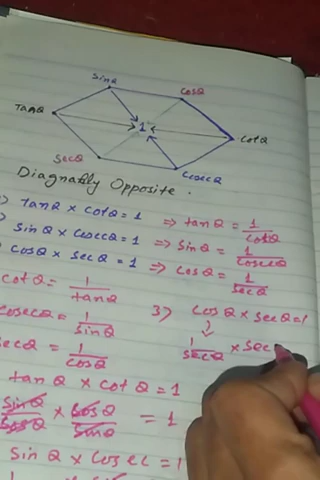 Sinθ
Cosθ
Tanθ
1
Cotθ
Secθ
Cosecθ
Diagnably Opposite.
tanθ × Cotθ = 1 ⇒ tanθ = 1/Cotθ
Sinθ × Cosecθ = 1 ⇒ Sinθ = 1/Cosecθ
Cosθ × Secθ = 1 ⇒ Cosθ = 1/Secθ
Cotθ = 1/tanθ
3) Cosθ × Secθ = 1
Cosecθ = 1/Sinθ
1/Secθ × Sec
Secθ = 1/Cosθ
tanθ × Cotθ = 1
Sinθ/Cosθ × Cosθ/Sinθ = 1
Sinθ × Cosec = 1